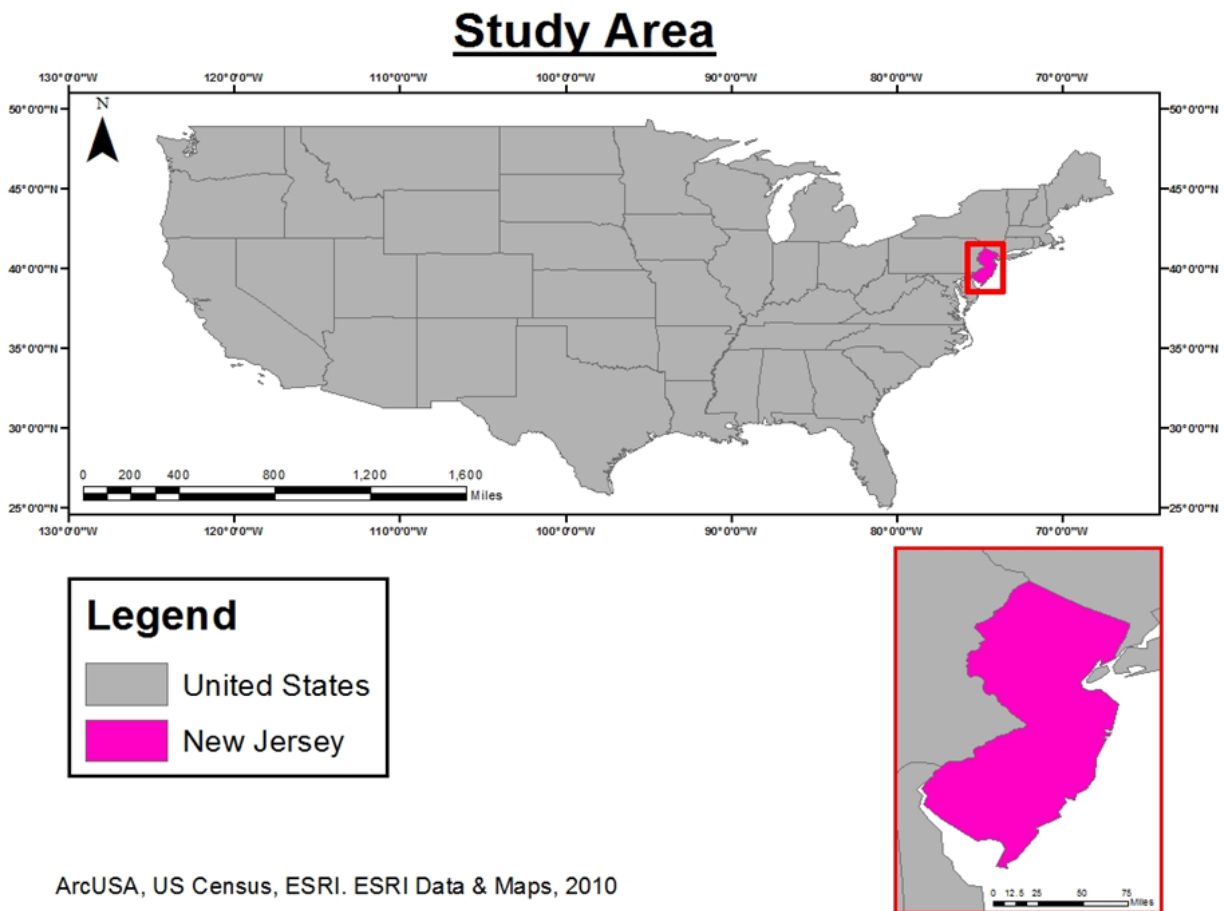 Study Area
130°0'0"W 120°0'0"W 110°0'0"W 100°0'0"W 90°0'0"W 80°0'0"W 70°0'0"W
50°0'0"N 50°0'0"N
N
45°0'0"N 45°0'0"N
40°0'0"N 40°0'0"N
35°0'0"N 35°0'0"N
30°0'0"N 30°0'0"N
0 200 400 800 1,200 1,600
Miles
25°0'0"N 25°0'0"N
130°0'0"W 120°0'0"W 110°0'0"W 100°0'0"W 90°0'0"W 80°0'0"W 70°0'0"W
Legend
United States
New Jersey
ArcUSA, US Census, ESRI. ESRI Data & Maps, 2010
0 12.5 25 50 75
Miles